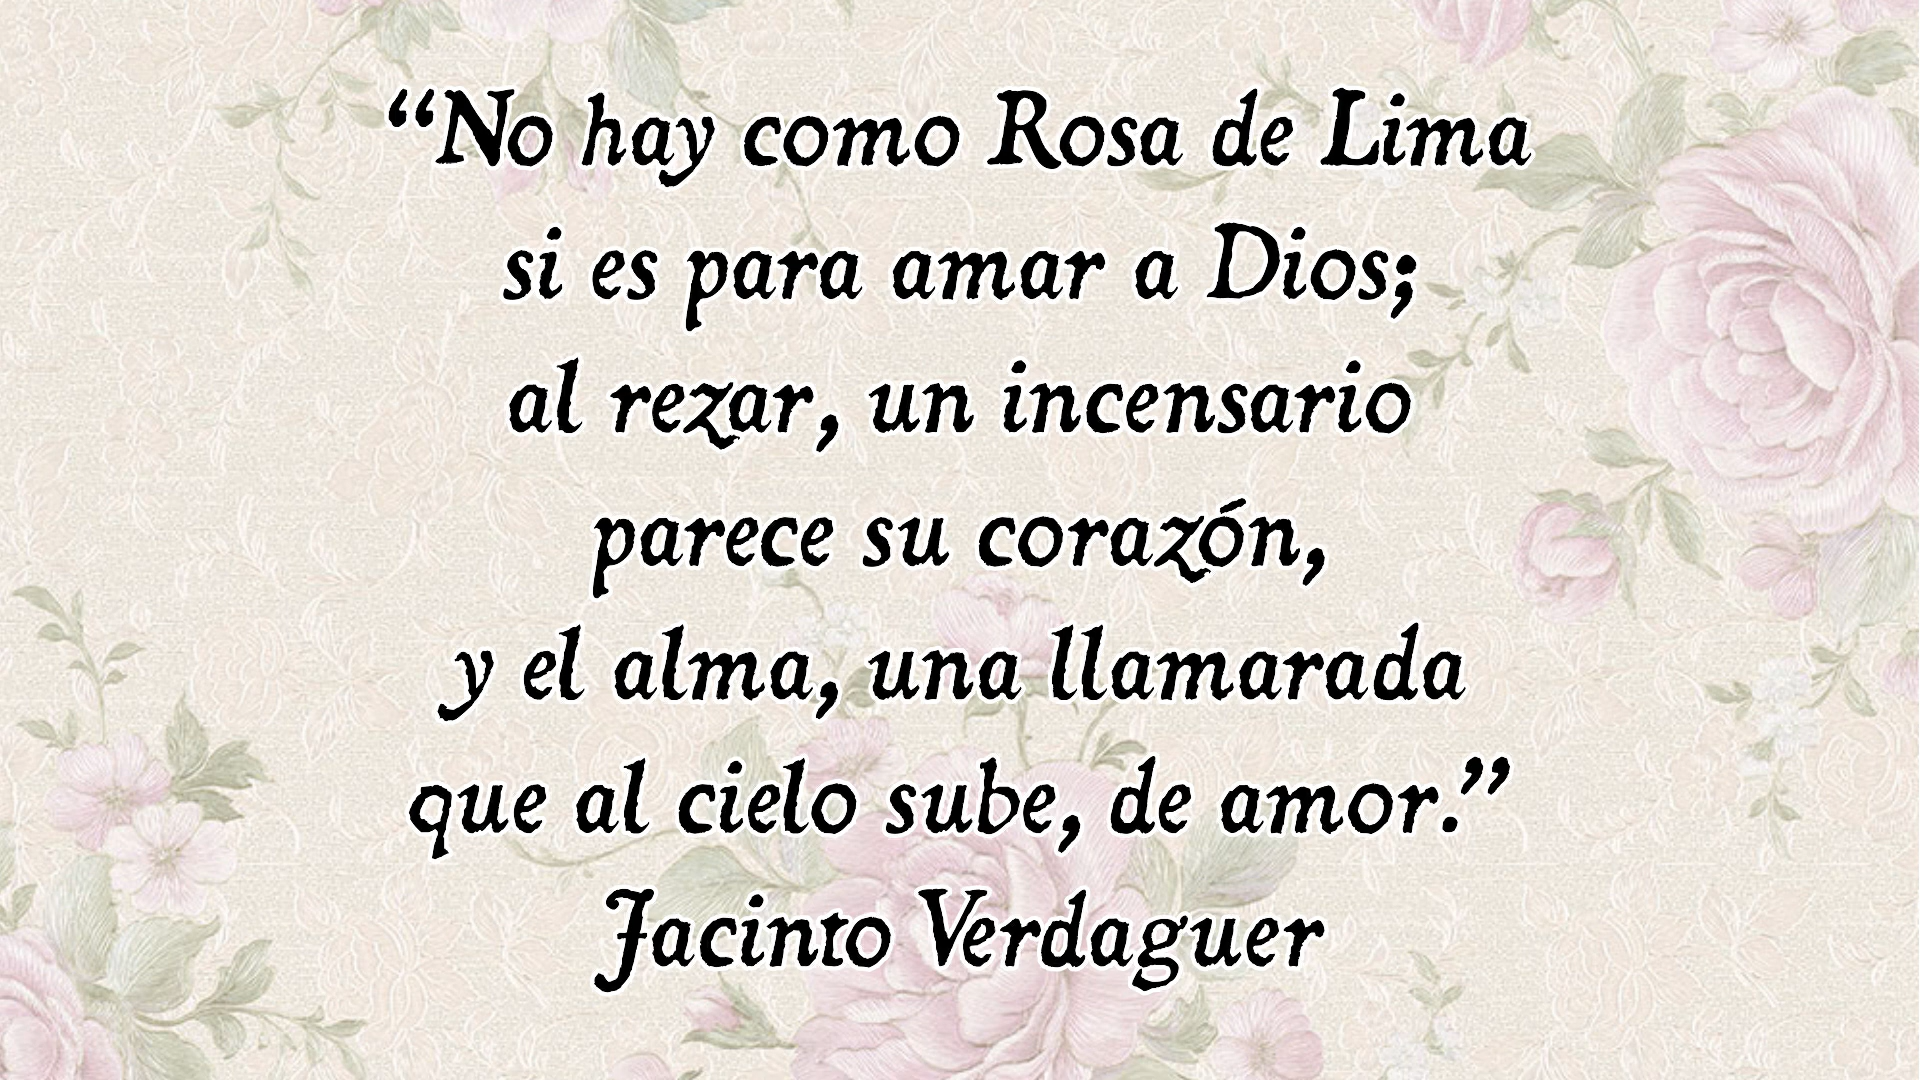 “No hay como Rosa de Lima
si es para amar a Dios;
al rezar, un incensario
parece su corazón,
y el alma, una llamarada
que al cielo sube, de amor.”
Jacinto Verdaguer